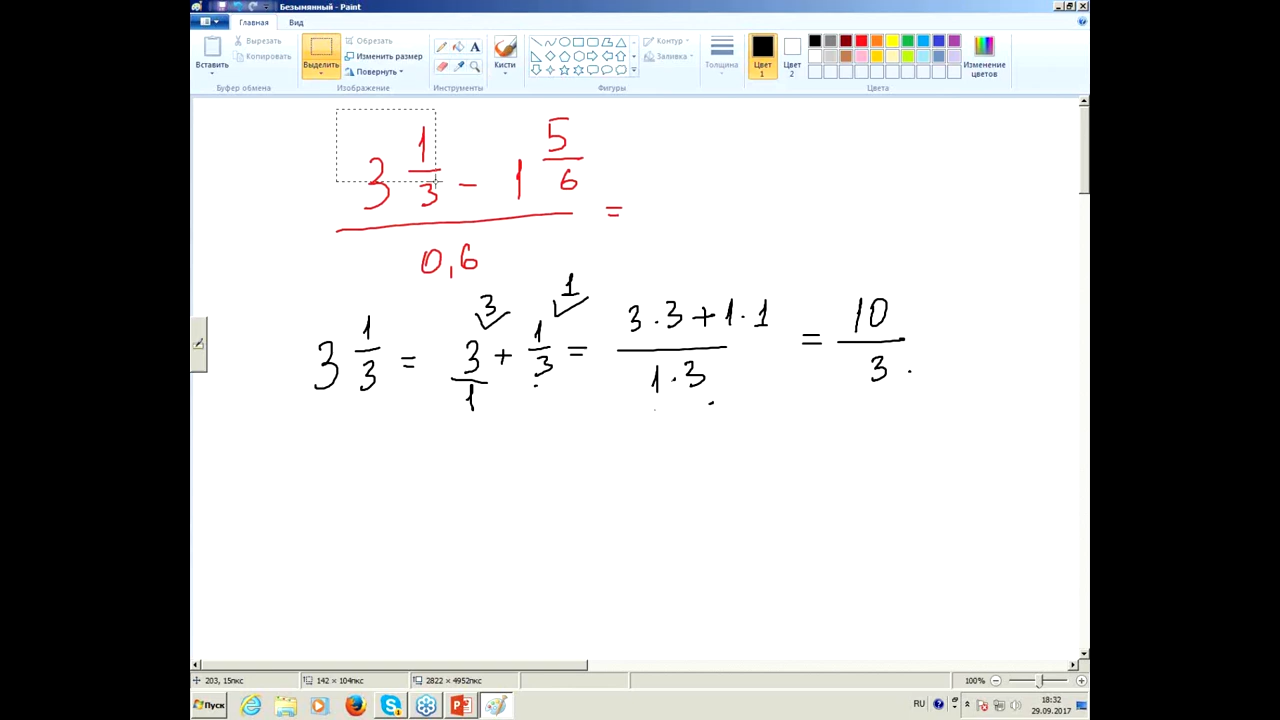 Безымянный - Paint
Главная Вид
Вставить
Вырезать
Копировать
Буфер обмена
Выделить
Обрезать
Изменить размер
Повернуть
Изображение
Инструменты
Кисти
Контур
Заливка
Фигуры
Толщина
Цвет 1
Цвет 2
Изменение цветов
Цвета
3 1/3 - 1 5/6
0,6
=
3 1
3 1/3 = 3/1 + 1/3 = (3·3+1·1)/(1·3) = 10/3 .
203, 15пкс 142 × 104пкс 2822 × 4952пкс 100%
Пуск RU 18:32
29.09.2017